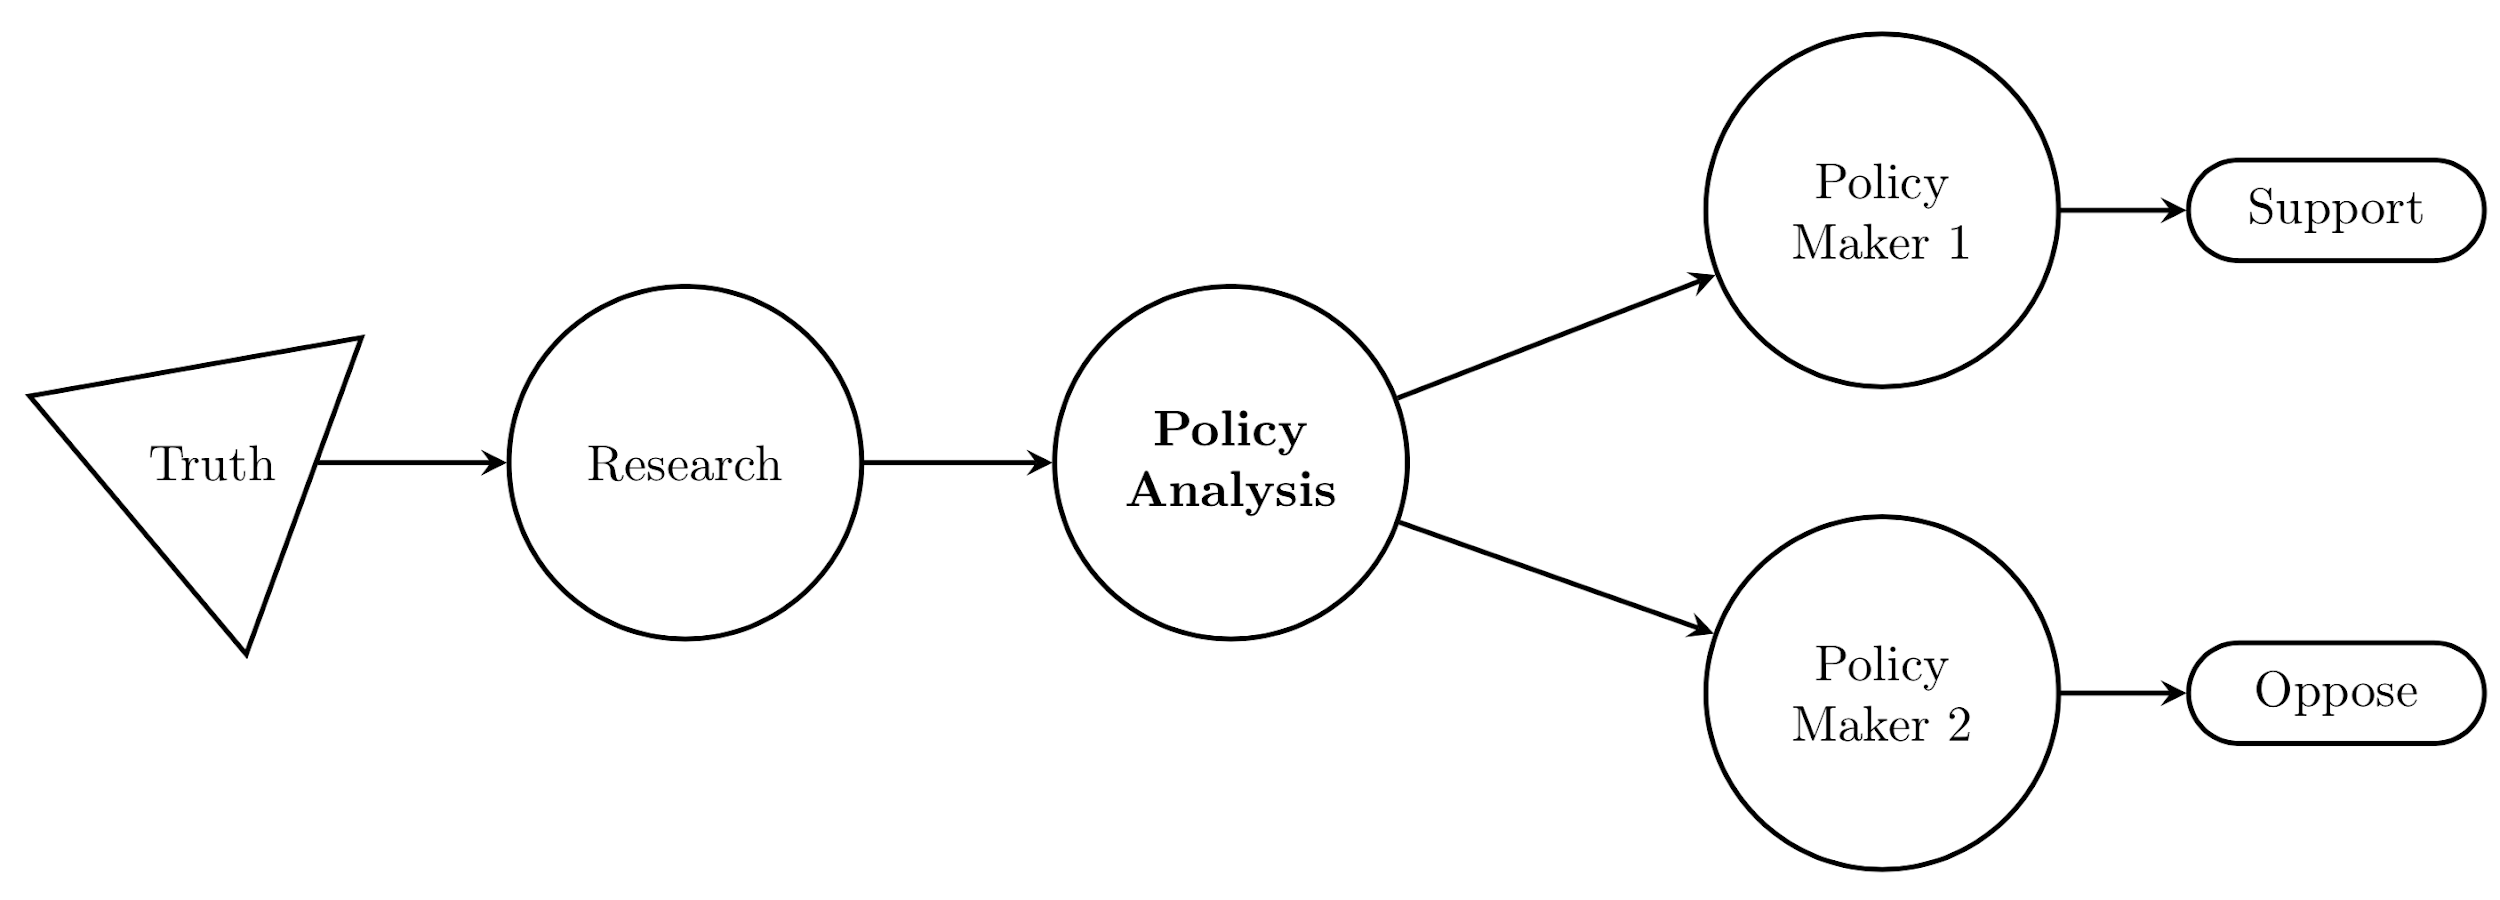 Truth
Research
Policy
Analysis
Policy
Maker 1
Support
Policy
Maker 2
Oppose